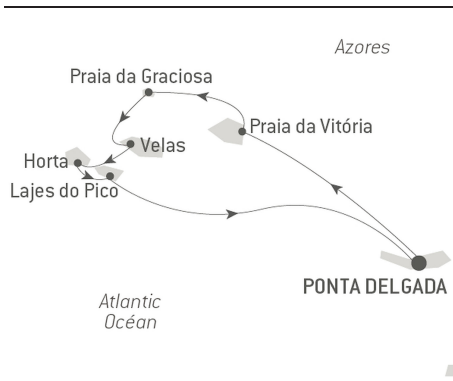 Azores
Praia da Graciosa
Praia da Vitória
Velas
Horta
Lajes do Pico
PONTA DELGADA
Atlantic
Océan